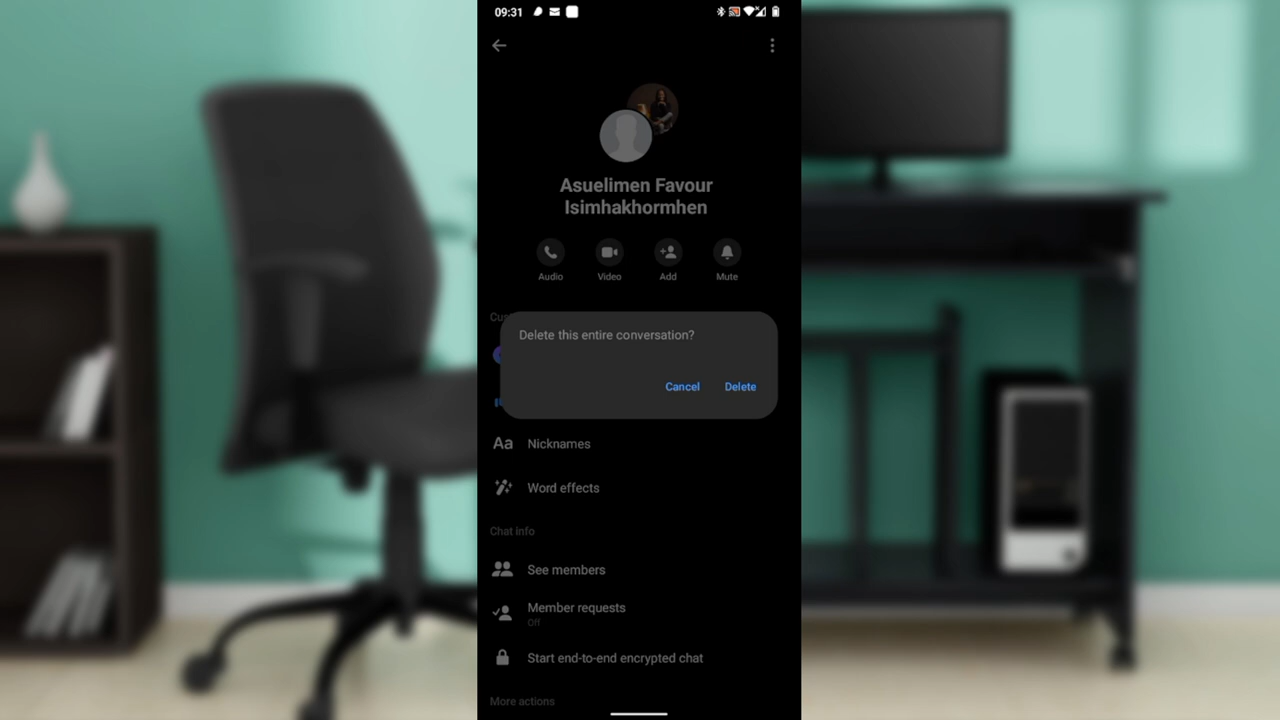 09:31
Asuelimen Favour
Isimhakhormhen
Audio
Video
Add
Mute
Delete this entire conversation?
Cancel
Delete
Aa
Nicknames
Word effects
Chat info
See members
Member requests
Off
Start end-to-end encrypted chat
More actions